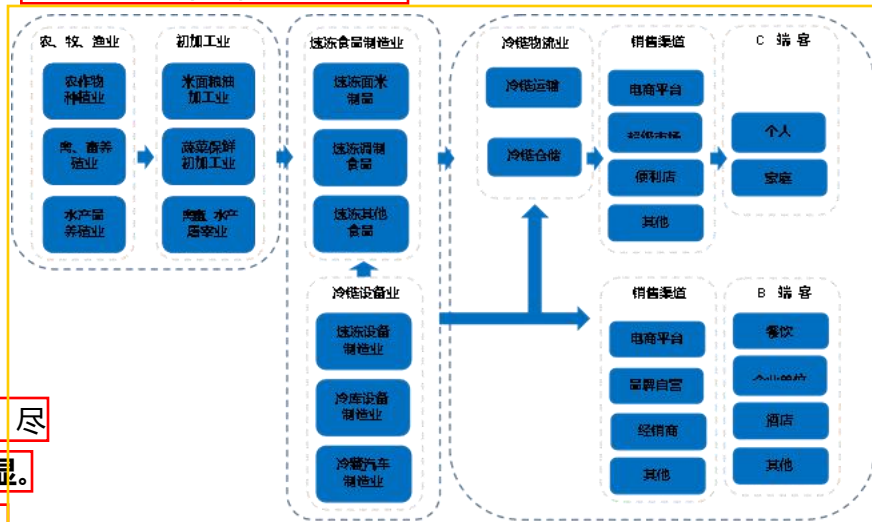 农、牧、渔业
初加工业
速冻食品制造业
冷链物流业
销售渠道
C 端 客
农作物
种植业
禽、畜养
殖业
水产品
养殖业
米面粮油
加工业
蔬菜保鲜
初加工业
禽畜、水产
屠宰业
速冻面米
制品
速冻调制
食品
速冻其他
食品
冷链运输
冷链仓储
电商平台
超级市场
便利店
其他
个人
家庭
冷链设备业
速冻设备
制造业
冷库设备
制造业
冷藏汽车
制造业
销售渠道
B 端 客
电商平台
品牌自营
经销商
其他
餐饮
酒店
其他
尽
显。